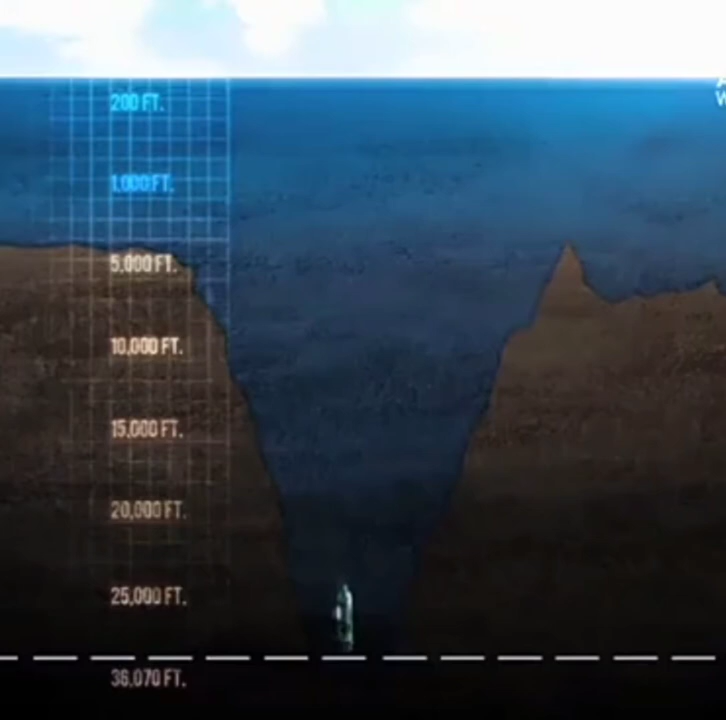 200 FT.
1,000 FT.
5,000 FT.
10,000 FT.
15,000 FT.
20,000 FT.
25,000 FT.
36,070 FT.